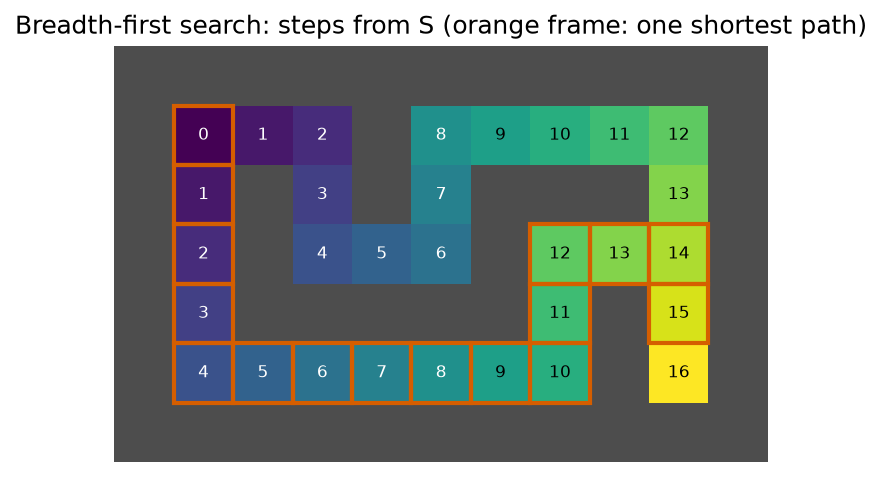 Breadth-first search: steps from S (orange frame: one shortest path)
0 1 2 8 9 10 11 12
1 3 7 13
2 4 5 6 12 13 14
3 11 15
4 5 6 7 8 9 10 16